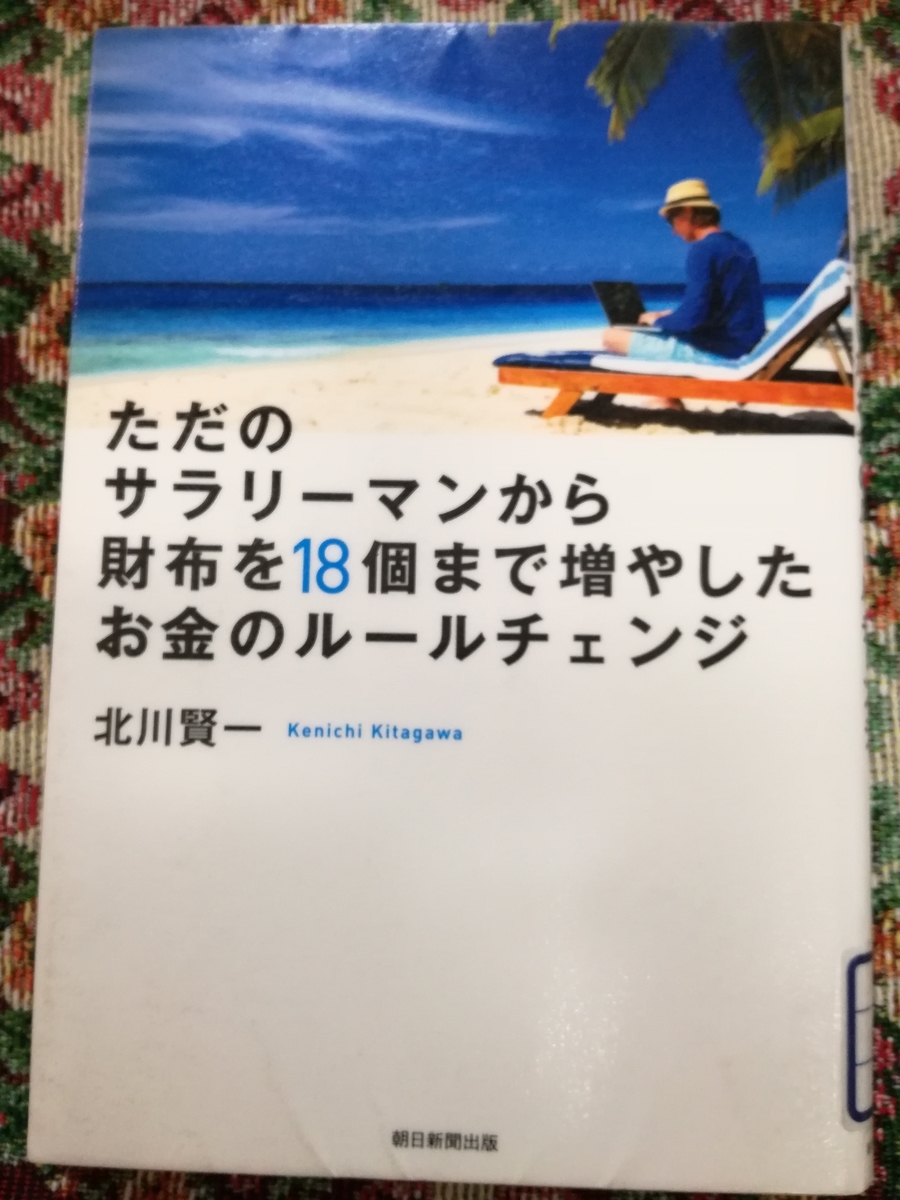 ただの
サラリーマンから
財布を18個まで増やした
お金のルールチェンジ
北川賢一 Kenichi Kitagawa
朝日新聞出版